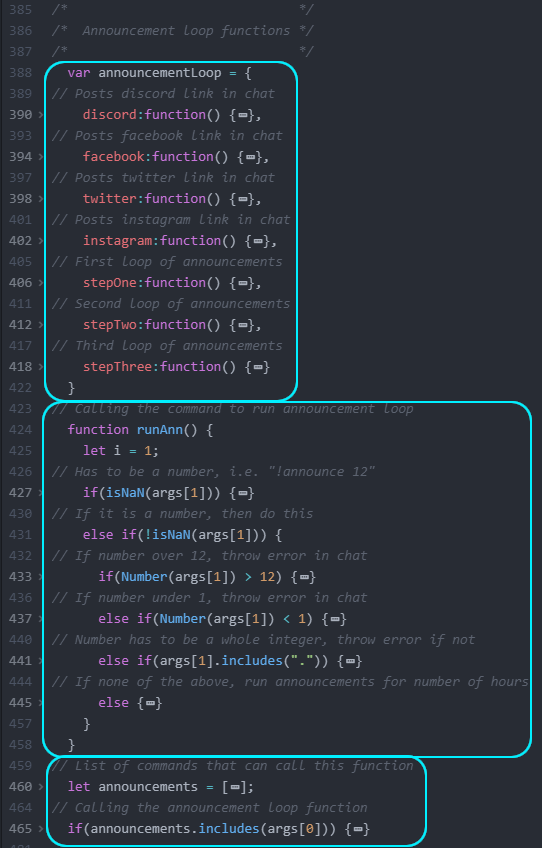 385 /*                             */
386 /*  Announcement loop functions */
387 /*                             */
388   var announcementLoop = {
389 // Posts discord link in chat
390 >    discord:function() {…},
393 // Posts facebook link in chat
394 >    facebook:function() {…},
397 // Posts twitter link in chat
398 >    twitter:function() {…},
401 // Posts instagram link in chat
402 >    instagram:function() {…},
405 // First loop of announcements
406 >    stepOne:function() {…},
411 // Second loop of announcements
412 >    stepTwo:function() {…},
417 // Third loop of announcements
418 >    stepThree:function() {…}
422   }
423 // Calling the command to run announcement loop
424   function runAnn() {
425     let i = 1;
426 // Has to be a number, i.e. "!announce 12"
427 >    if(isNaN(args[1])) {…}
430 // If it is a number, then do this
431     else if(!isNaN(args[1])) {
432 // If number over 12, throw error in chat
433 >      if(Number(args[1]) > 12) {…}
436 // If number under 1, throw error in chat
437 >      else if(Number(args[1]) < 1) {…}
440 // Number has to be a whole integer, throw error if not
441 >      else if(args[1].includes(".")) {…}
444 // If none of the above, run announcements for number of hours
445 >      else {…}
457     }
458   }
459 // List of commands that can call this function
460 >  let announcements = […];
464 // Calling the announcement loop function
465 >  if(announcements.includes(args[0])) {…}